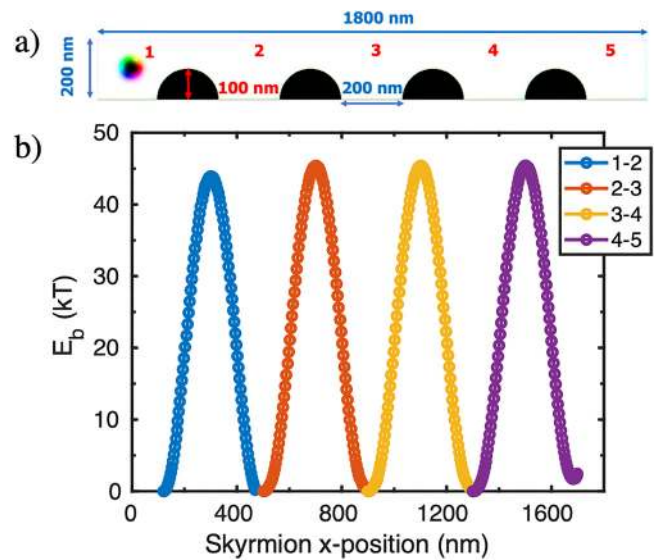 a)
1800 nm
200 nm
1 2 3 4 5
100 nm
200 nm
b)
50
40
30
20
10
0
E_b (kT)
1-2
2-3
3-4
4-5
0 400 800 1200 1600
Skyrmion x-position (nm)